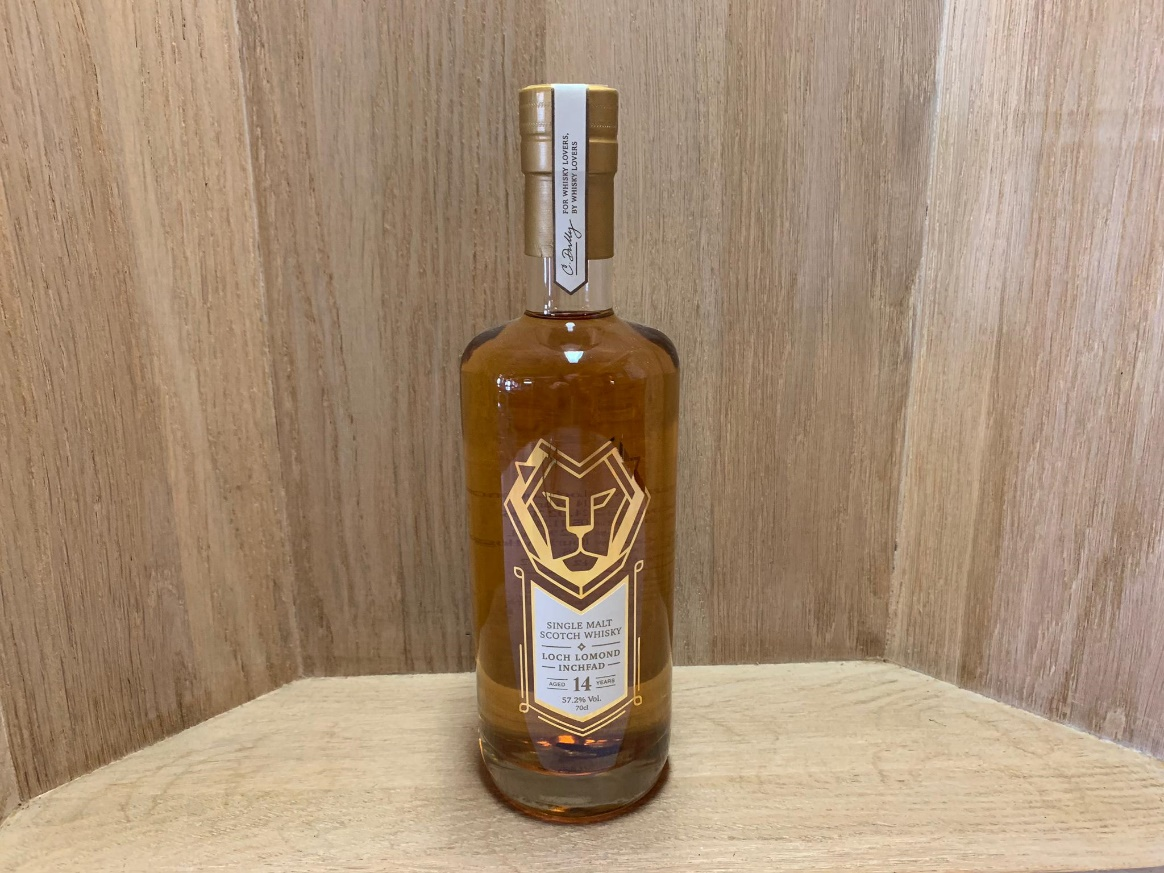 FOR WHISKY LOVERS,
BY WHISKY LOVERS
SINGLE MALT
SCOTCH WHISKY
LOCH LOMOND
INCHFAD
AGED 14 YEARS
57.2% Vol.
70cl